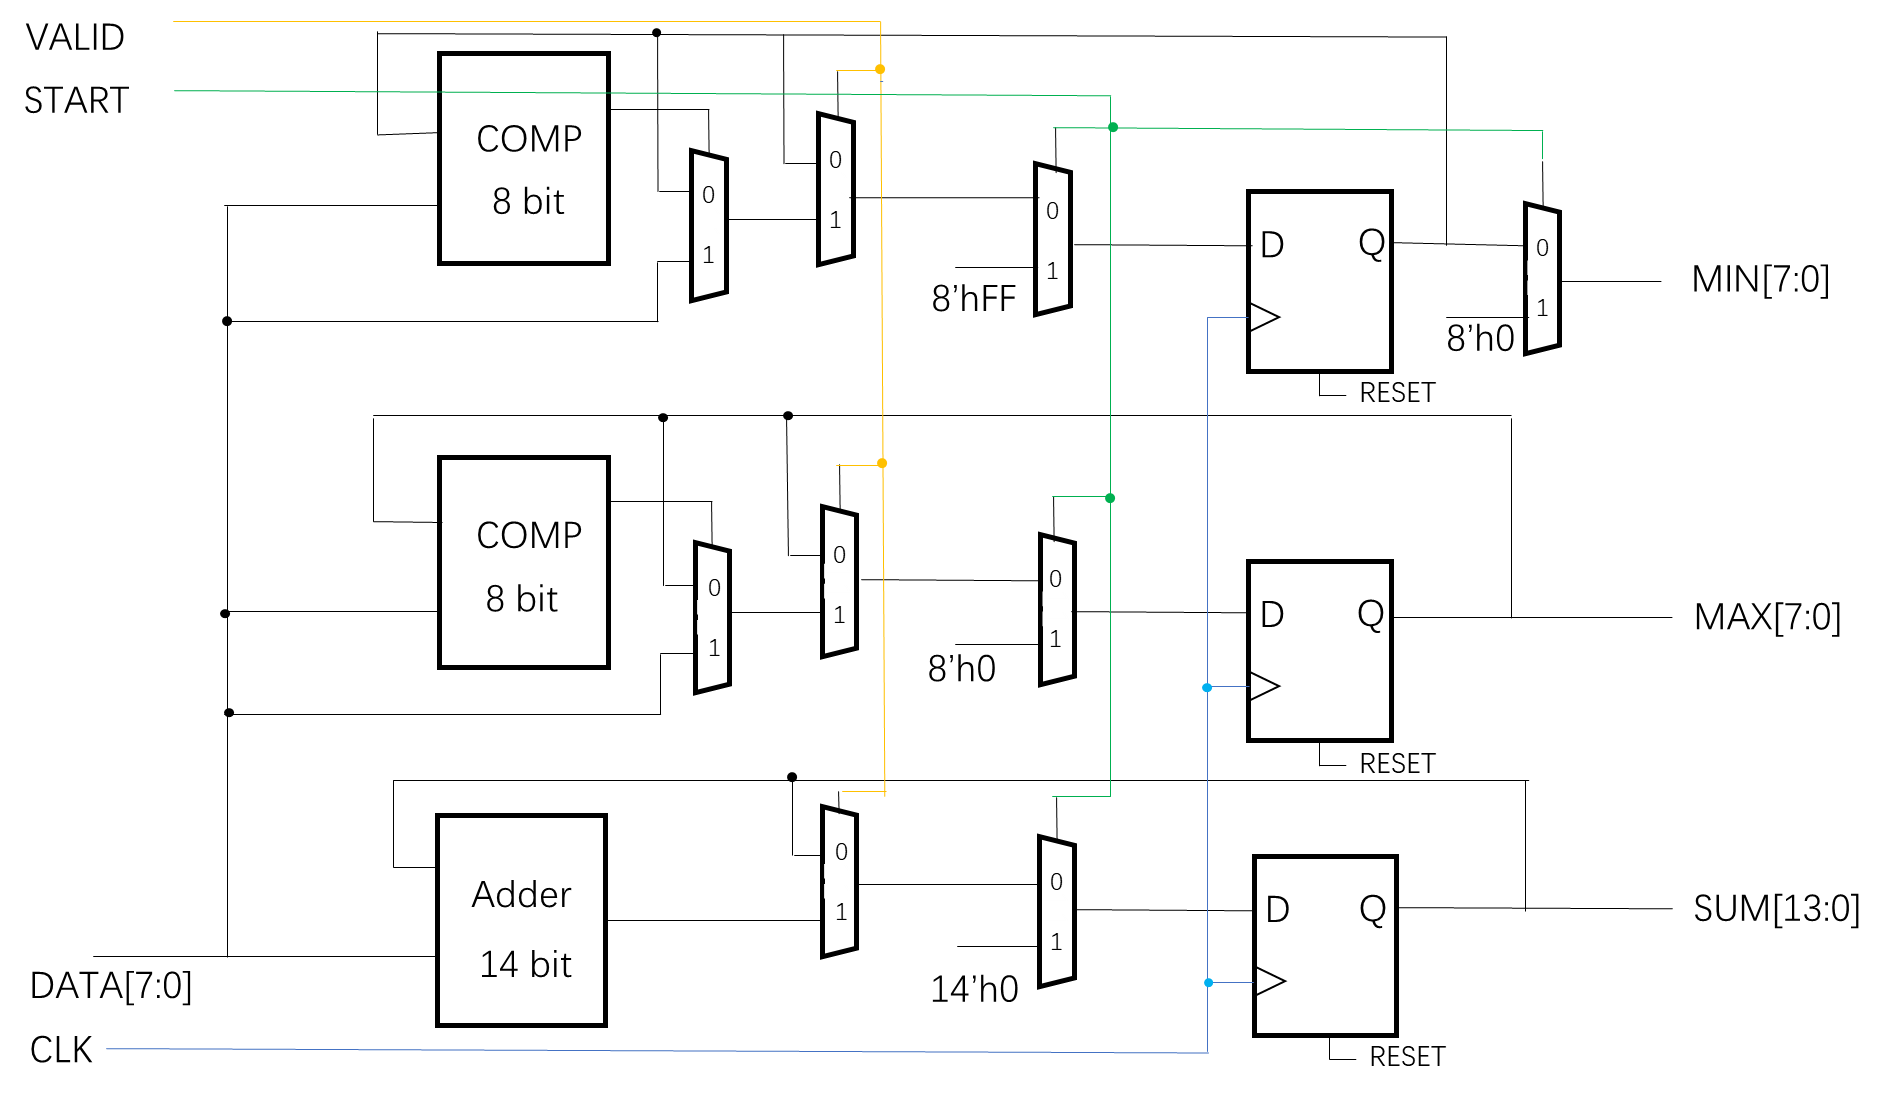 VALID
START
COMP
8 bit
0
1
0
1
0
1
8'hFF
D
Q
RESET
0
1
8'h0
MIN[7:0]
COMP
8 bit
0
1
0
1
0
1
8'h0
D
Q
RESET
MAX[7:0]
Adder
14 bit
0
1
0
1
14'h0
D
Q
RESET
SUM[13:0]
DATA[7:0]
CLK